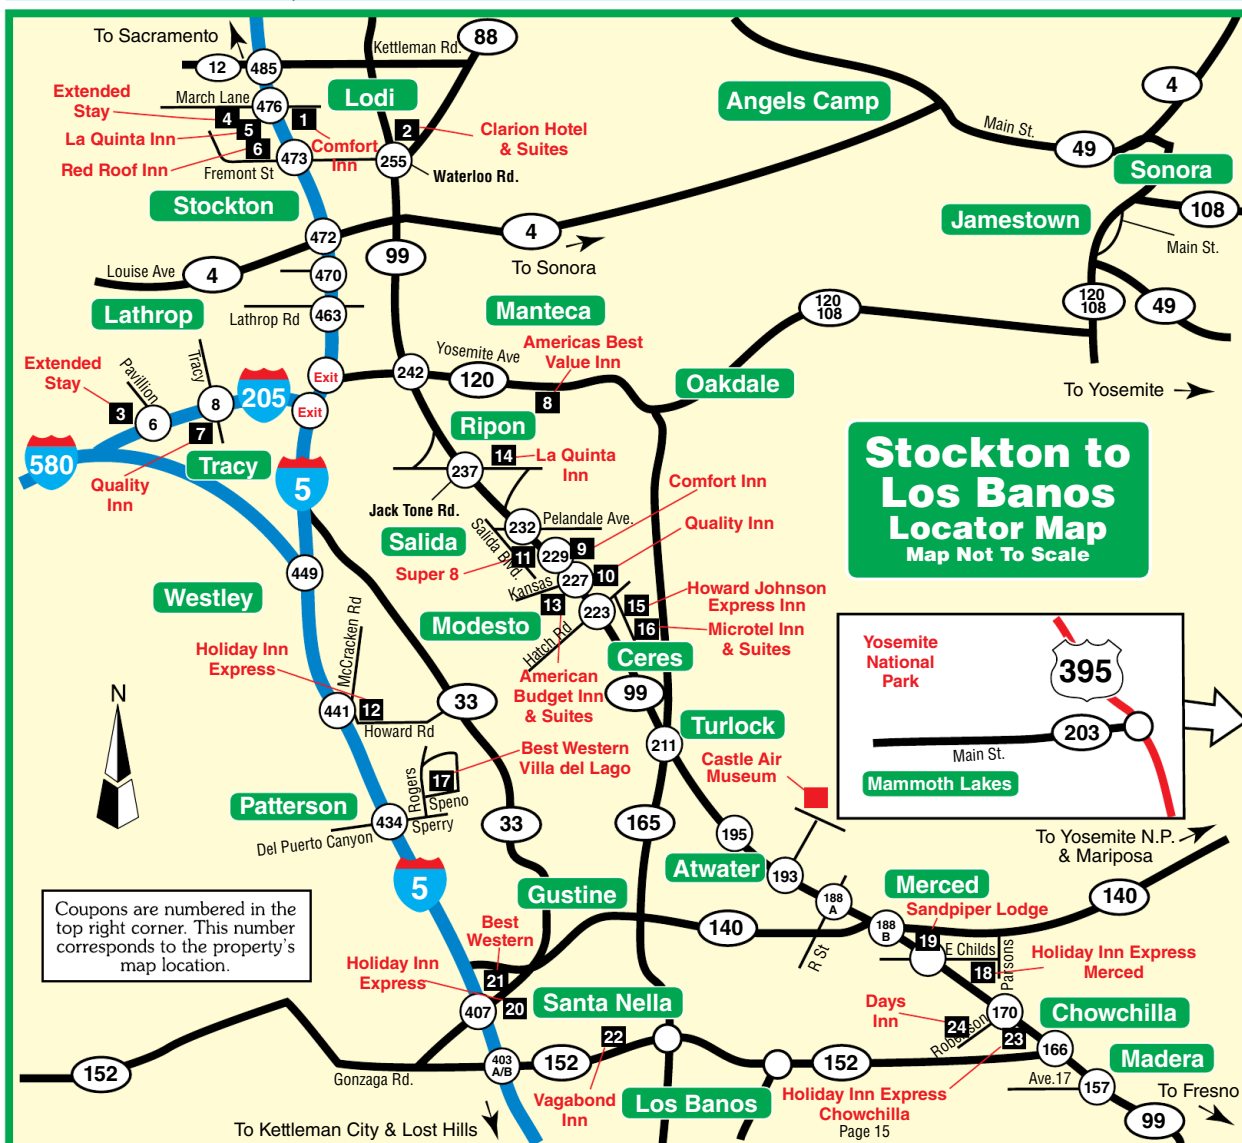 To Sacramento
Kettleman Rd.
88
12
485
Extended
Stay
March Lane
476
Lodi
4
5
6
1
La Quinta Inn
Red Roof Inn
Comfort
Inn
2
Clarion Hotel
& Suites
Fremont St
473
255
Waterloo Rd.
Stockton
472
99
4
To Sonora
Louise Ave
4
470
Lathrop
Lathrop Rd
463
Angels Camp
Main St.
49
4
Sonora
108
Jamestown
Main St.
120
108
120
108
49
To Yosemite
Manteca
Americas Best
Value Inn
Yosemite Ave
242
120
8
Oakdale
Exit
Exit
Extended
Stay
3
Pavillion
Tracy
6
8
205
7
Tracy
580
Quality
Inn
5
Ripon
14
La Quinta
Inn
237
Jack Tone Rd.
Comfort Inn
232
Pelandale Ave.
Quality Inn
Salida
Salida Blvd.
11
229
9
Super 8
227
10
Kansas
13
223
15
16
Howard Johnson
Express Inn
Microtel Inn
& Suites
Modesto
Hatch Rd
Ceres
American
Budget Inn
& Suites
99
Stockton to
Los Banos
Locator Map
Map Not To Scale
449
Westley
McCracken Rd
Holiday Inn
Express
12
441
Howard Rd
33
N
Yosemite
National
Park
395
203
Main St.
Mammoth Lakes
Turlock
211
Castle Air
Museum
Best Western
Villa del Lago
17
Rogers
Speno
Patterson
434
Sperry
Del Puerto Canyon
33
165
195
To Yosemite N.P.
& Mariposa
Atwater
193
188
A
Merced
140
Sandpiper Lodge
5
Gustine
140
188
B
19
E Childs
R St
Parsons
18
Holiday Inn Express
Merced
Coupons are numbered in the
top right corner. This number
corresponds to the property's
map location.
Best
Western
21
Holiday Inn
Express
20
407
Santa Nella
22
Days
Inn
24
170
Robertson
23
Chowchilla
166
Madera
152
Gonzaga Rd.
403
A/B
152
152
Ave.17
157
To Fresno
99
Vagabond
Inn
Los Banos
Holiday Inn Express
Chowchilla
Page 15
To Kettleman City & Lost Hills